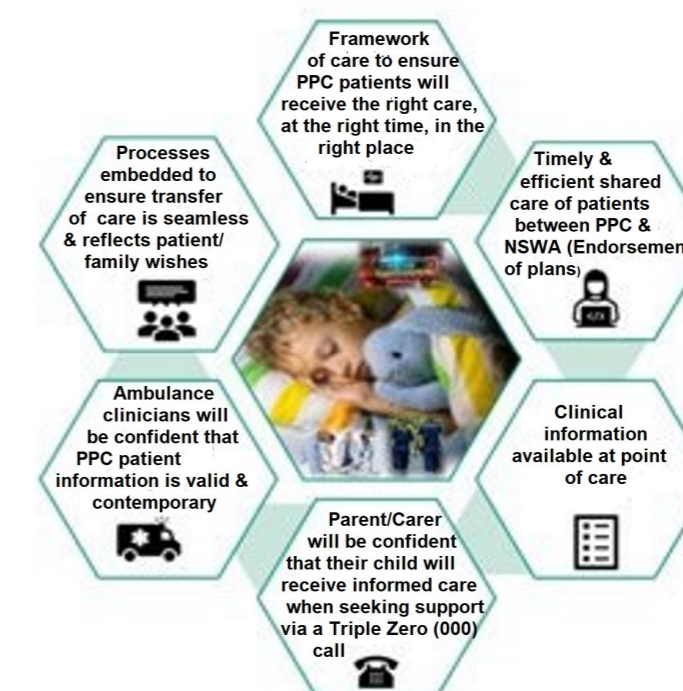 Framework
of care to ensure
PPC patients will
receive the right care,
at the right time, in the
right place
Timely &
efficient shared
care of patients
between PPC &
NSWA (Endorsemen
of plans)
Clinical
information
available at point
of care
Parent/Carer
will be confident
that their child will
receive informed care
when seeking support
via a Triple Zero (000)
call
Ambulance
clinicians will
be confident that
PPC patient
information is valid &
contemporary
Processes
embedded to
ensure transfer
of care is seamless
& reflects patient/
family wishes